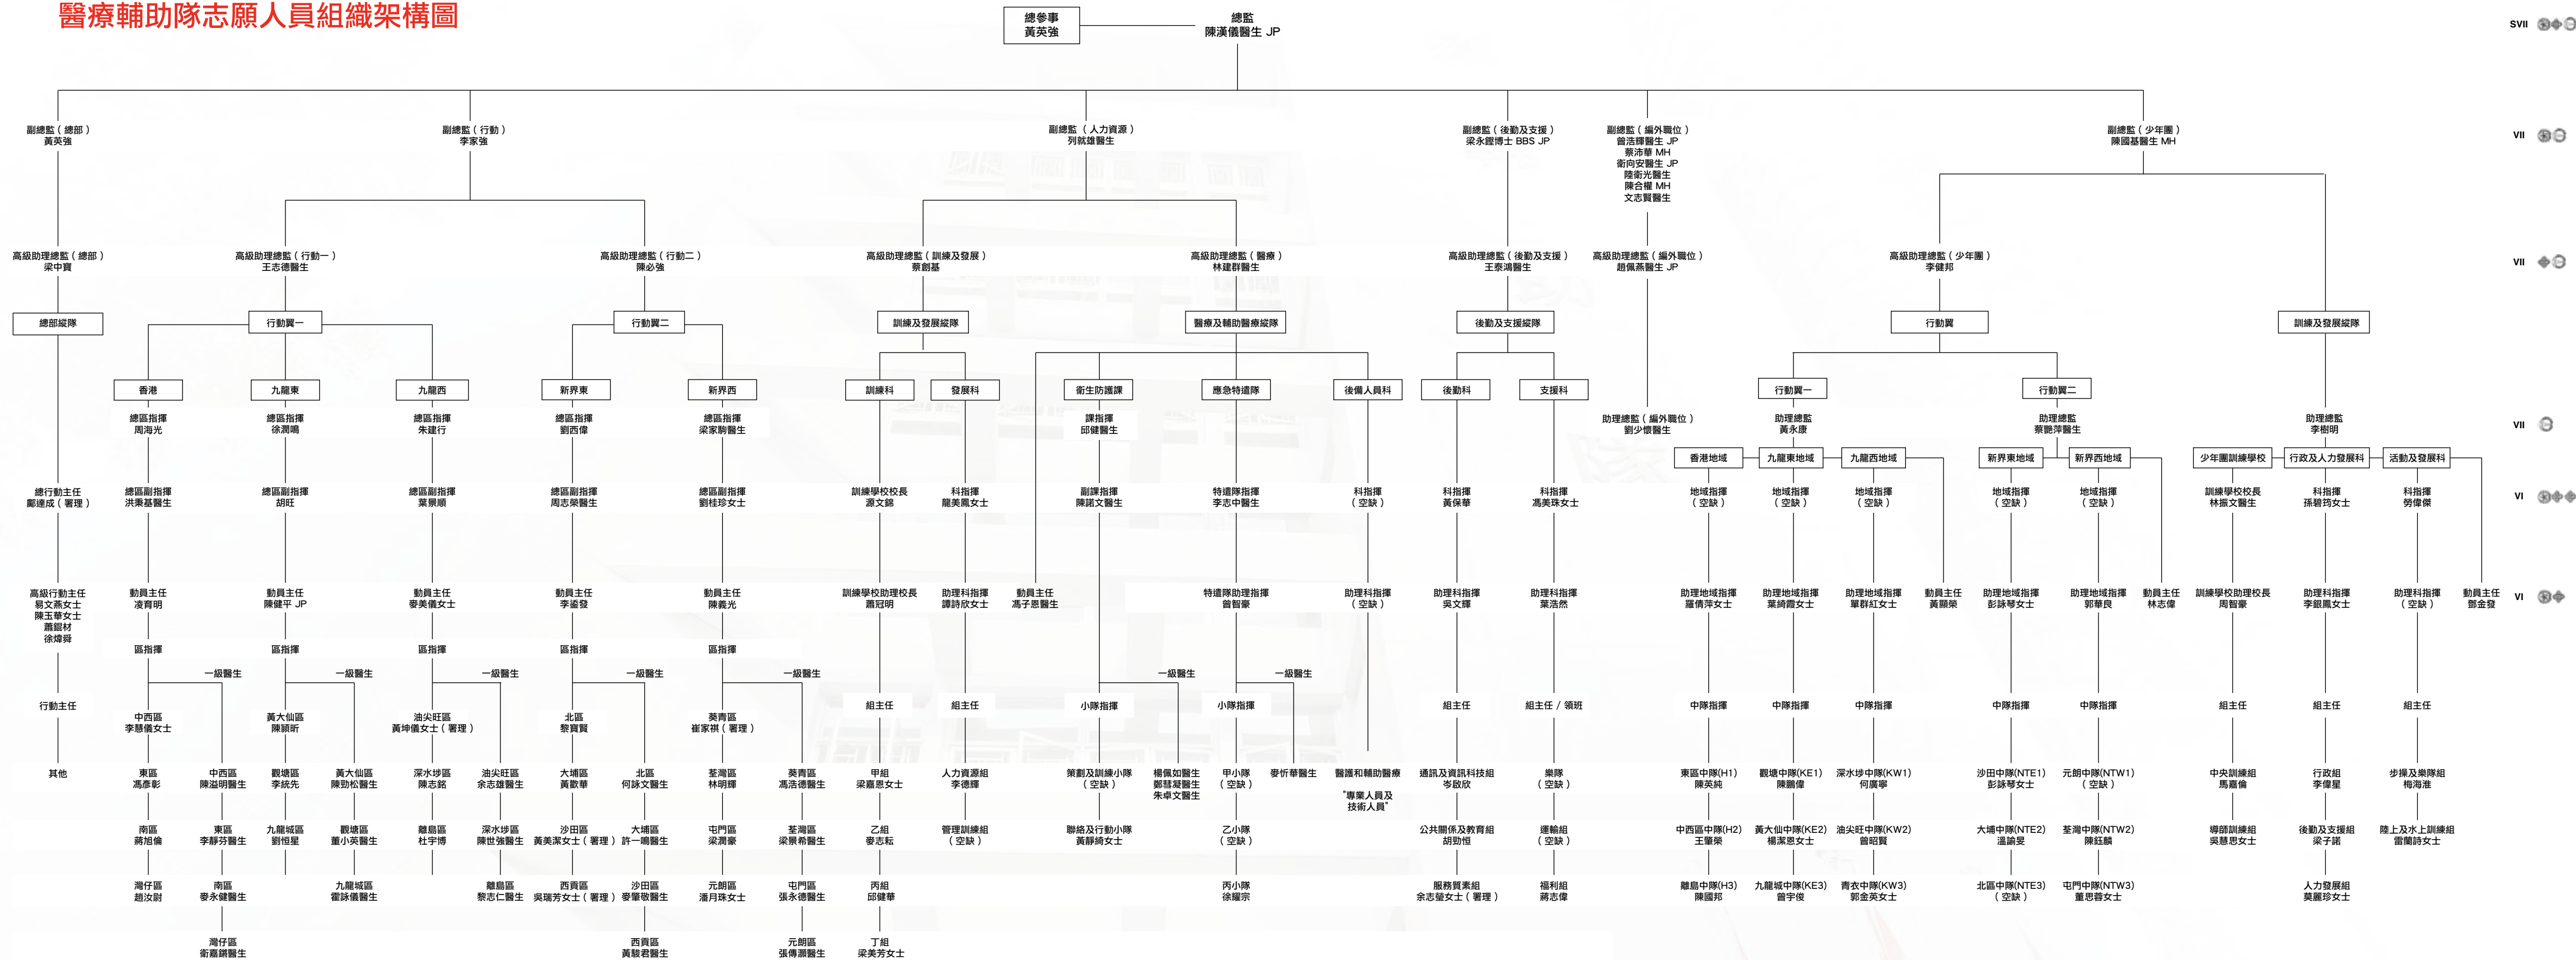 醫療輔助隊志願人員組織架構圖
總參事
黃英強
總監
陳漢儀醫生 JP
SVII
副總監 ( 總部 )
黃英強
副總監 ( 行動 )
李家強
副總監 ( 人力資源 )
列就雄醫生
副總監 ( 後勤及支援 )
梁永鏗博士 BBS JP
副總監 ( 編外職位 )
曾浩輝醫生 JP
蔡沛華 MH
衛向安醫生 JP
陸衛光醫生
陳合權 MH
文志賢醫生
副總監 ( 少年團 )
陳國基醫生 MH
VII
高級助理總監 ( 總部 )
梁中寶
高級助理總監 ( 行動一 )
王志德醫生
高級助理總監 ( 行動二 )
陳必強
高級助理總監 ( 訓練及發展 )
蔡創基
高級助理總監 ( 醫療 )
林建群醫生
高級助理總監 ( 後勤及支援 )
王泰鴻醫生
高級助理總監 ( 編外職位 )
趙佩燕醫生 JP
高級助理總監 ( 少年團 )
李健邦
VII
總部縱隊
行動翼一
行動翼二
訓練及發展縱隊
醫療及輔助醫療縱隊
後勤及支援縱隊
行動翼
訓練及發展縱隊
香港
九龍東
九龍西
新界東
新界西
訓練科
發展科
衛生防護課
應急特遣隊
後備人員科
後勤科
支援科
行動翼一
行動翼二
總區指揮
周海光
總區指揮
徐潤鳴
總區指揮
朱建行
總區指揮
劉西偉
總區指揮
梁家駒醫生
課指揮
邱健醫生
助理總監 ( 編外職位 )
劉少懷醫生
助理總監
黃永康
助理總監
蔡艷萍醫生
助理總監
李樹明
VII
香港地域
九龍東地域
九龍西地域
新界東地域
新界西地域
少年團訓練學校
行政及人力發展科
活動及發展科
總行動主任
鄺達成 ( 署理 )
總區副指揮
洪秉基醫生
總區副指揮
胡旺
總區副指揮
葉景順
總區副指揮
周志榮醫生
總區副指揮
劉桂珍女士
訓練學校校長
源文錦
科指揮
龍美鳳女士
副課指揮
陳諾文醫生
特遣隊指揮
李志中醫生
科指揮
( 空缺 )
科指揮
黃保華
科指揮
馮美珠女士
地域指揮
( 空缺 )
地域指揮
( 空缺 )
地域指揮
( 空缺 )
地域指揮
( 空缺 )
地域指揮
( 空缺 )
訓練學校校長
林振文醫生
科指揮
孫碧筠女士
科指揮
勞偉傑
VI
高級行動主任
易文燕女士
陳玉華女士
蕭錕材
徐煒舜
動員主任
凌育明
動員主任
陳健平 JP
動員主任
麥美儀女士
動員主任
李鎏發
動員主任
陳義光
訓練學校助理校長
蕭冠明
助理科指揮
譚詩欣女士
動員主任
馮子恩醫生
特遣隊助理指揮
曾智豪
助理科指揮
( 空缺 )
助理科指揮
吳文輝
助理科指揮
葉浩然
助理地域指揮
羅倩萍女士
助理地域指揮
葉綺霞女士
助理地域指揮
單群紅女士
動員主任
黃顯榮
助理地域指揮
彭詠琴女士
助理地域指揮
郭華良
動員主任
林志偉
訓練學校助理校長
周智豪
助理科指揮
李銀鳳女士
助理科指揮
( 空缺 )
動員主任
鄧金發
VI
區指揮
區指揮
區指揮
區指揮
區指揮
一級醫生
一級醫生
一級醫生
一級醫生
一級醫生
一級醫生
一級醫生
行動主任
中西區
李慧儀女士
黃大仙區
陳穎昕
油尖旺區
黃坤儀女士 ( 署理 )
北區
黎寶賢
葵青區
崔家祺 ( 署理 )
組主任
組主任
小隊指揮
小隊指揮
組主任
組主任 / 領班
中隊指揮
中隊指揮
中隊指揮
中隊指揮
中隊指揮
組主任
組主任
組主任
其他
東區
馮彥彰
中西區
陳溢明醫生
觀塘區
李統先
黃大仙區
陳勁松醫生
深水埗區
陳志銘
油尖旺區
余志雄醫生
大埔區
黃歡華
北區
何詠文醫生
荃灣區
林明輝
葵青區
馮浩德醫生
甲組
梁嘉恩女士
人力資源組
李德輝
策劃及訓練小隊
( 空缺 )
楊佩如醫生
鄭彗凝醫生
朱卓文醫生
甲小隊
( 空缺 )
麥忻華醫生
醫護和輔助醫療
"專業人員及
技術人員"
通訊及資訊科技組
岑啟欣
樂隊
( 空缺 )
東區中隊(H1)
陳英純
觀塘中隊(KE1)
陳鵬偉
深水埗中隊(KW1)
何廣寧
沙田中隊(NTE1)
彭詠琴女士
元朗中隊(NTW1)
( 空缺 )
中央訓練組
馬嘉倫
行政組
李偉星
步操及樂隊組
梅海淮
南區
蔣旭倫
東區
李靜芬醫生
九龍城區
劉恒星
觀塘區
董小英醫生
離島區
杜宇博
深水埗區
陳世強醫生
沙田區
黃美潔女士 ( 署理 )
大埔區
許一鳴醫生
屯門區
梁潤豪
荃灣區
梁景希醫生
乙組
麥志耘
管理訓練組
( 空缺 )
聯絡及行動小隊
黃靜綺女士
乙小隊
( 空缺 )
公共關係及教育組
胡勁恒
運輸組
( 空缺 )
中西區中隊(H2)
王肇榮
黃大仙中隊(KE2)
楊潔恩女士
油尖旺中隊(KW2)
曾昭賢
大埔中隊(NTE2)
溫諭旻
荃灣中隊(NTW2)
陳鈺麟
導師訓練組
吳慧思女士
後勤及支援組
梁子諾
陸上及水上訓練組
雷蘭詩女士
灣仔區
趙汝尉
南區
麥永健醫生
九龍城區
霍詠儀醫生
離島區
黎志仁醫生
西貢區
吳瑞芳女士 ( 署理 )
沙田區
麥肇敬醫生
元朗區
潘月珠女士
屯門區
張永德醫生
丙組
邱健華
丙小隊
徐耀宗
服務質素組
余志瑩女士 ( 署理 )
福利組
蔣志偉
離島中隊(H3)
陳國邦
九龍城中隊(KE3)
曾宇俊
青衣中隊(KW3)
郭金英女士
北區中隊(NTE3)
( 空缺 )
屯門中隊(NTW3)
董思蓉女士
人力發展組
莫麗珍女士
灣仔區
衛嘉鏘醫生
西貢區
黃駿君醫生
元朗區
張傳灝醫生
丁組
梁美芳女士